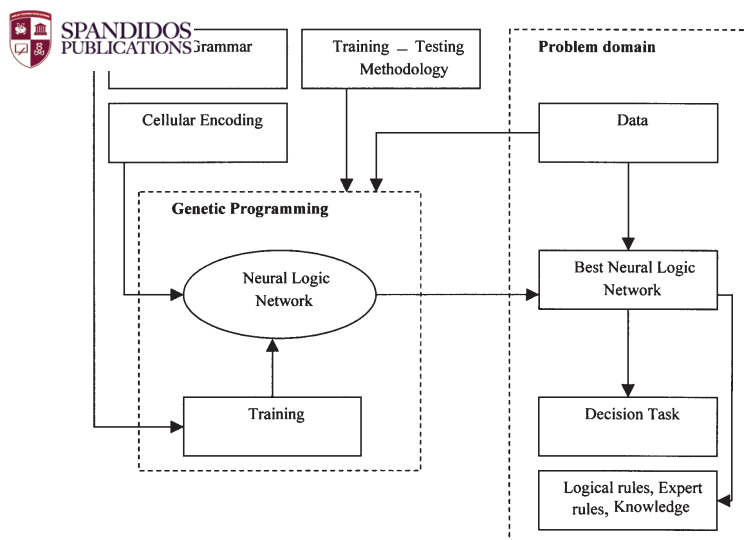 SPANDIDOS
PUBLICATIONS
Grammar
Training – Testing
Methodology
Problem domain
Cellular Encoding
Data
Genetic Programming
Neural Logic
Network
Best Neural Logic
Network
Training
Decision Task
Logical rules, Expert
rules, Knowledge